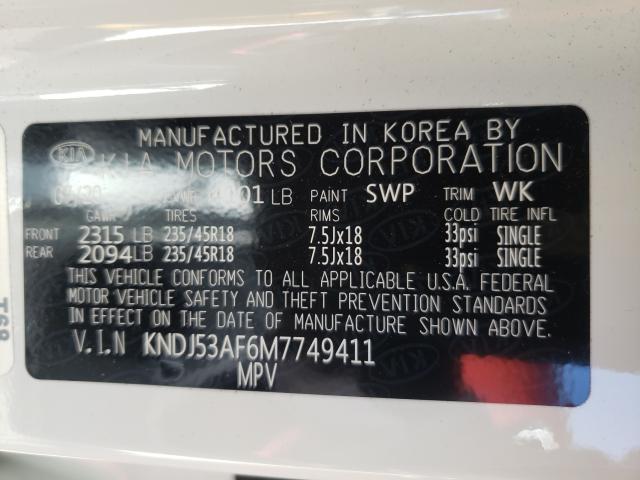 MANUFACTURED IN KOREA BY
KIA KIA MOTORS CORPORATION
LB PAINT SWP TRIM WK
TIRES RIMS COLD TIRE INFL
FRONT 2315 LB 235/45R18 7.5Jx18 33psi SINGLE
REAR 2094 LB 235/45R18 7.5Jx18 33psi SINGLE
THIS VEHICLE CONFORMS TO ALL APPLICABLE U.S.A. FEDERAL
MOTOR VEHICLE SAFETY AND THEFT PREVENTION STANDARDS
IN EFFECT ON THE DATE OF MANUFACTURE SHOWN ABOVE.
V.I.N KNDJ53AF6M7749411
MPV